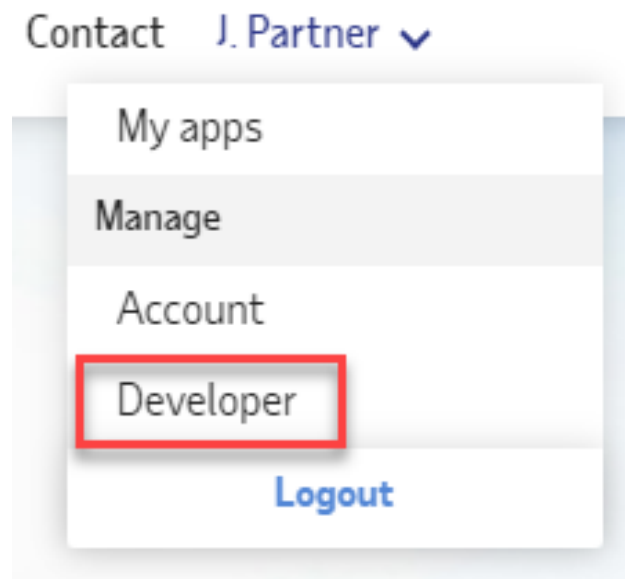 Contact J. Partner
My apps
Manage
Account
Developer
Logout